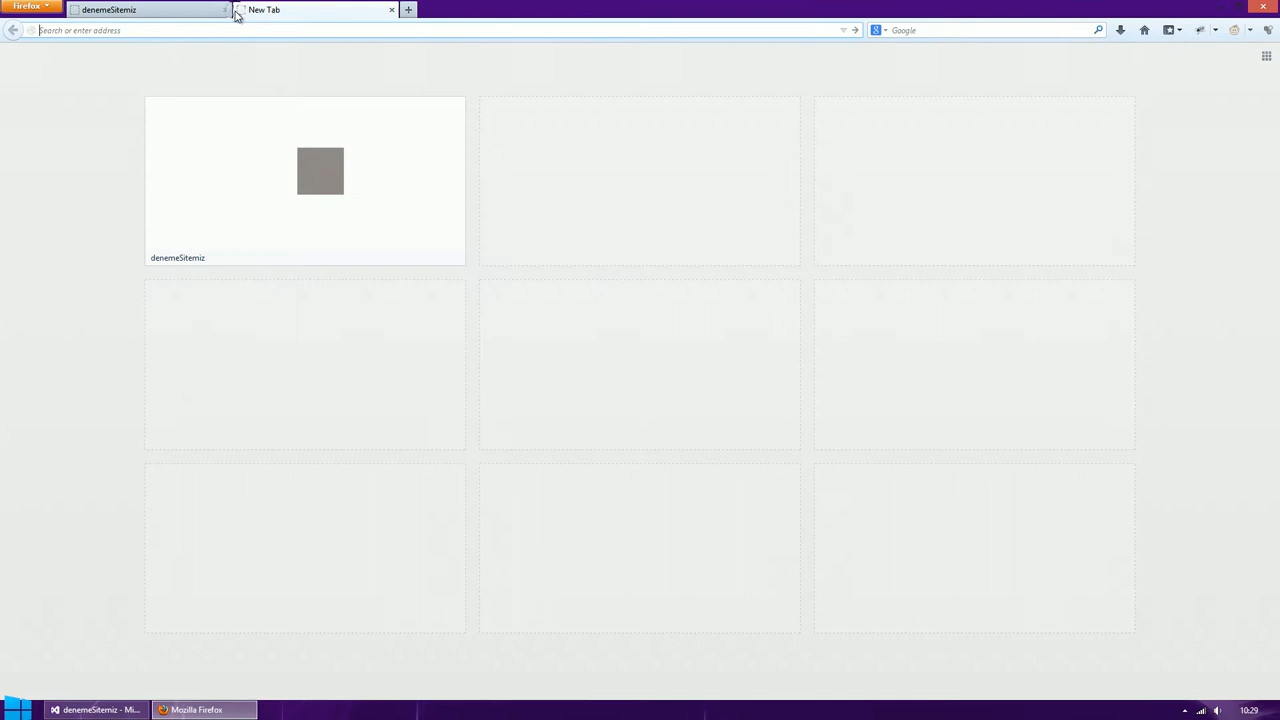 Firefox
denemeSitemiz
New Tab
Search or enter address
Google
denemeSitemiz
denemeSitemiz - Mi...
Mozilla Firefox
10:29